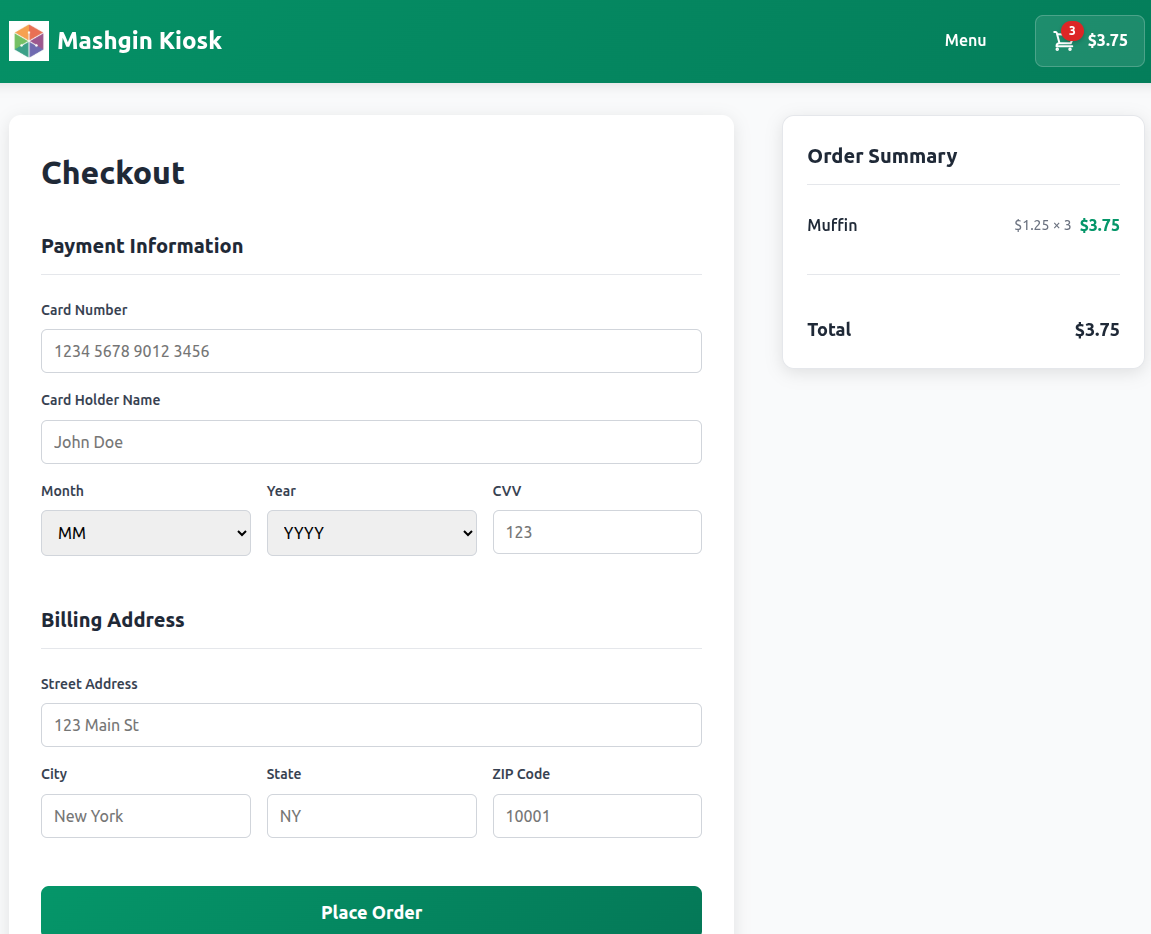 Mashgin Kiosk
Menu
3
$3.75
Checkout
Payment Information
Card Number
1234 5678 9012 3456
Card Holder Name
John Doe
Month Year CVV
MM YYYY 123
Billing Address
Street Address
123 Main St
City State ZIP Code
New York NY 10001
Place Order
Order Summary
Muffin $1.25 × 3 $3.75
Total $3.75